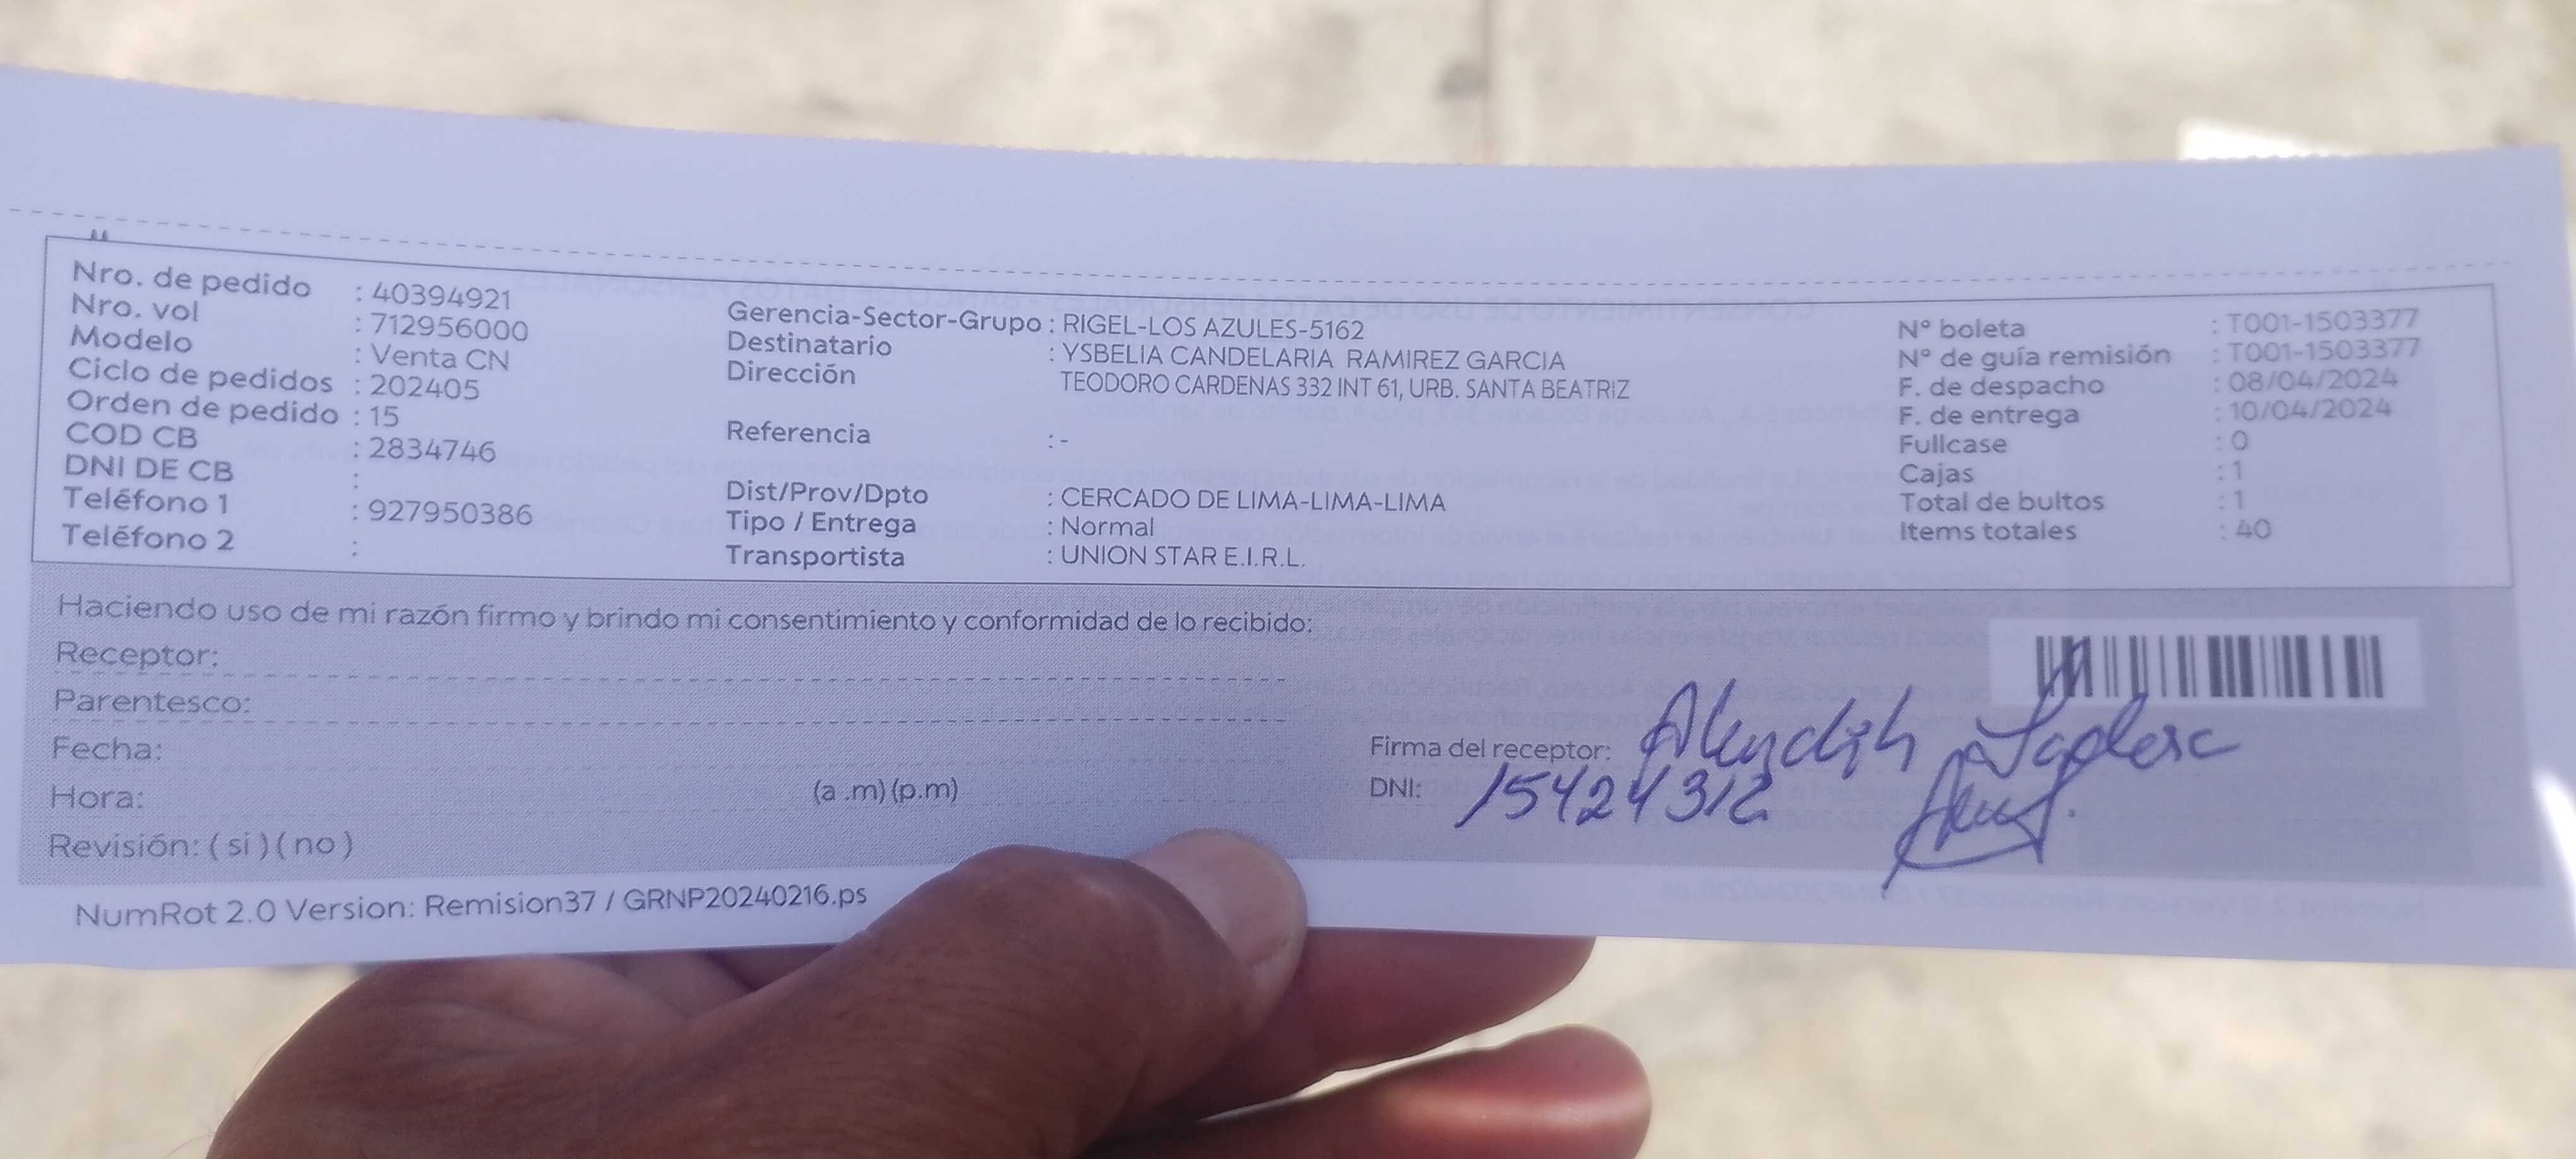 Nro. de pedido : 40394921
Nro. vol : 712956000
Modelo : Venta CN
Ciclo de pedidos : 202405
Orden de pedido : 15
COD CB : 2834746
DNI DE CB :
Teléfono 1 : 927950386
Teléfono 2 :
Gerencia-Sector-Grupo : RIGEL-LOS AZULES-5162
Destinatario : YSBELIA CANDELARIA RAMIREZ GARCIA
Dirección TEODORO CARDENAS 332 INT 61, URB. SANTA BEATRIZ
Referencia : -
Dist/Prov/Dpto : CERCADO DE LIMA-LIMA-LIMA
Tipo / Entrega : Normal
Transportista : UNION STAR E.I.R.L.
N° boleta : T001-1503377
N° de guía remisión : T001-1503377
F. de despacho : 08/04/2024
F. de entrega : 10/04/2024
Fullcase : 0
Cajas : 1
Total de bultos : 1
Items totales : 40
Haciendo uso de mi razón firmo y brindo mi consentimiento y conformidad de lo recibido:
Receptor:
Parentesco:
Fecha:
Hora: (a .m) (p.m)
Revisión: ( si ) ( no )
Firma del receptor:
DNI: 15424312
NumRot 2.0 Version: Remision37 / GRNP20240216.ps